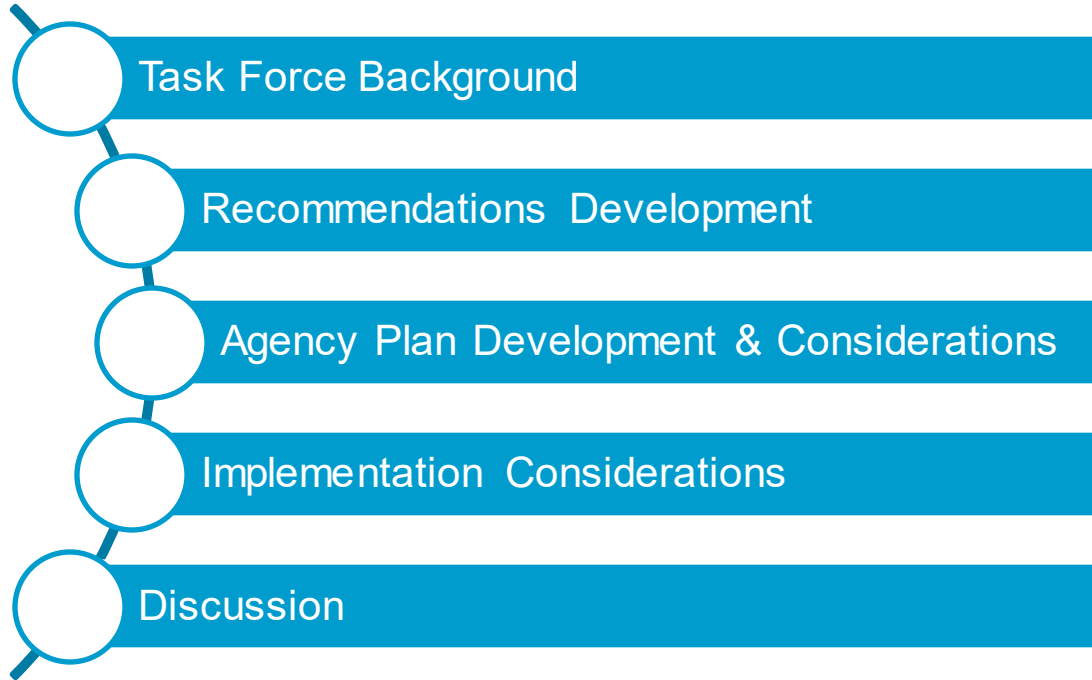 Task Force Background
Recommendations Development
Agency Plan Development & Considerations
Implementation Considerations
Discussion